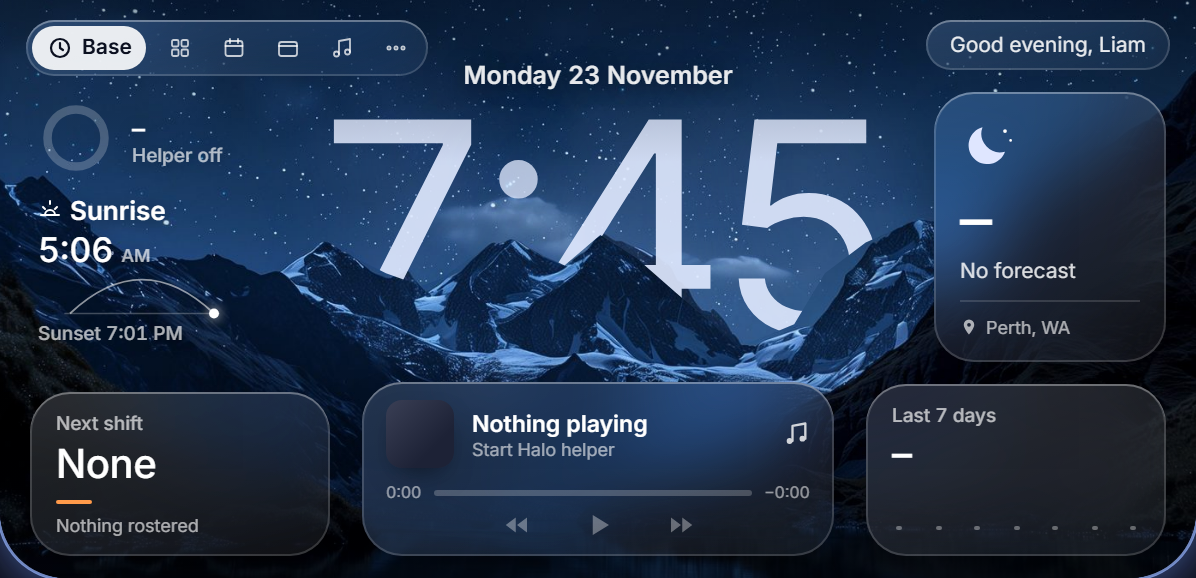 Base
Good evening, Liam
Monday 23 November
7:45
–
Helper off
Sunrise
5:06 AM
Sunset 7:01 PM
–
No forecast
Perth, WA
Next shift
None
Nothing rostered
Nothing playing
Start Halo helper
0:00
−0:00
Last 7 days
–